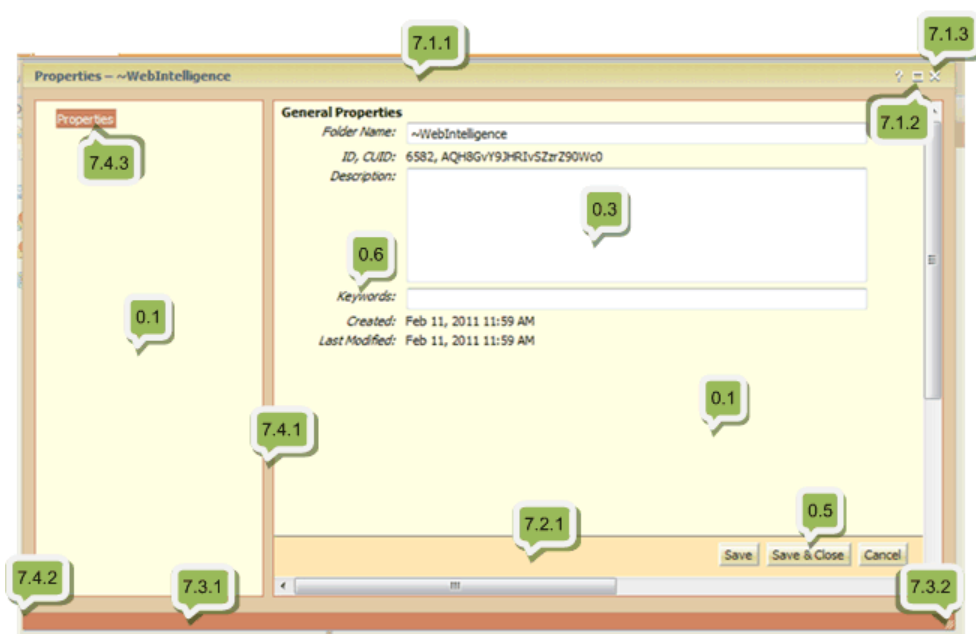 7.1.1
7.1.3
Properties – ~WebIntelligence
?
7.1.2
Properties
7.4.3
General Properties
Folder Name: ~WebIntelligence
ID, CUID: 6582, AQH8GvY9JHRIvSZzrZ90Wc0
Description:
0.3
0.6
Keywords:
0.1
Created: Feb 11, 2011 11:59 AM
Last Modified: Feb 11, 2011 11:59 AM
0.1
7.4.1
7.2.1
0.5
Save Save & Close Cancel
7.4.2
7.3.1
7.3.2